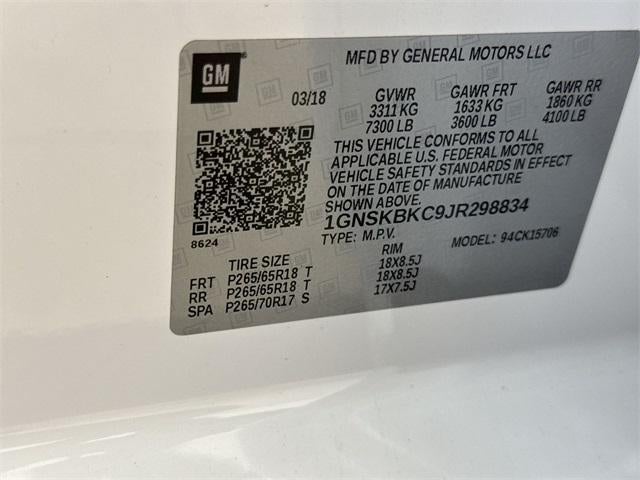 GM
MFD BY GENERAL MOTORS LLC
03/18 GVWR GAWR FRT GAWR RR
3311 KG 1633 KG 1860 KG
7300 LB 3600 LB 4100 LB
THIS VEHICLE CONFORMS TO ALL
APPLICABLE U.S. FEDERAL MOTOR
VEHICLE SAFETY STANDARDS IN EFFECT
ON THE DATE OF MANUFACTURE
SHOWN ABOVE.
1GNSKBKC9JR298834
8624
TYPE: M.P.V. MODEL: 94CK15706
TIRE SIZE RIM
FRT P265/65R18 T 18X8.5J
RR P265/65R18 T 18X8.5J
SPA P265/70R17 S 17X7.5J